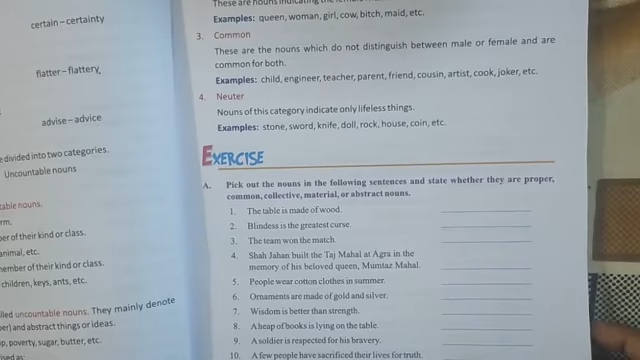 certain – certainty
flatter – flattery
advise – advice
divided into two categories.
Uncountable nouns
table nouns.
rm.
ber of their kind or class.
animal, etc.
member of their kind or class.
children, keys, ants, etc.
lled uncountable nouns. They mainly denote
er) and abstract things or ideas.
p, poverty, sugar, butter, etc.
ised as:
These are nouns indicating the
Examples: queen, woman, girl, cow, bitch, maid, etc.
3. Common
These are the nouns which do not distinguish between male or female and are
common for both.
Examples: child, engineer, teacher, parent, friend, cousin, artist, cook, joker, etc.
4. Neuter
Nouns of this category indicate only lifeless things.
Examples: stone, sword, knife, doll, rock, house, coin, etc.
EXERCISE
A. Pick out the nouns in the following sentences and state whether they are proper,
common, collective, material, or abstract nouns.
1. The table is made of wood.
2. Blindess is the greatest curse.
3. The team won the match.
4. Shah Jahan built the Taj Mahal at Agra in the
memory of his beloved queen, Mumtaz Mahal.
5. People wear cotton clothes in summer.
6. Ornaments are made of gold and silver.
7. Wisdom is better than strength.
8. A heap of books is lying on the table.
9. A soldier is respected for his bravery.
10. A few people have sacrificed their lives for truth.